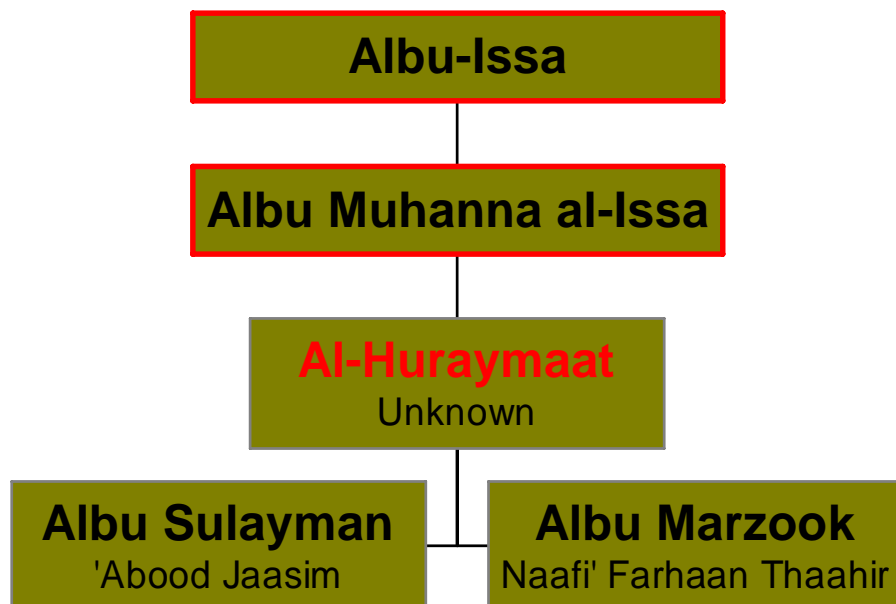 Albu-Issa
Albu Muhanna al-Issa
Al-Huraymaat
Unknown
Albu Sulayman
'Abood Jaasim
Albu Marzook
Naafi' Farhaan Thaahir